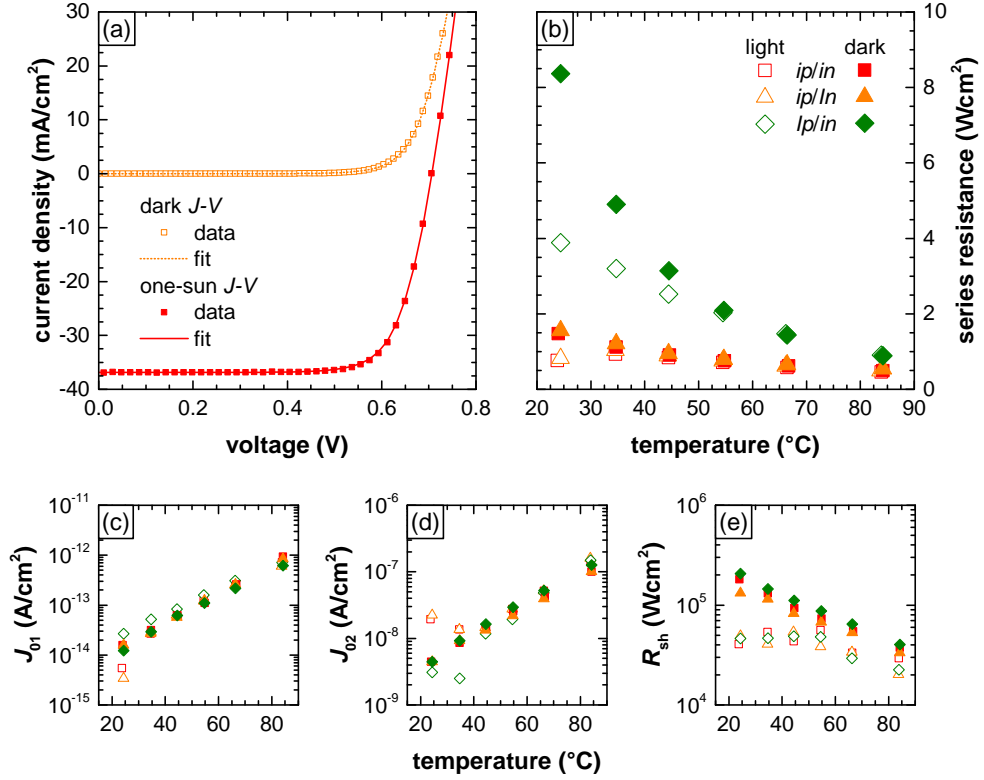 (a)
30
20
10
0
-10
-20
-30
-40
current density (mA/cm²)
dark J-V
data
fit
one-sun J-V
data
fit
0.0 0.2 0.4 0.6 0.8
voltage (V)
(b)
light dark
ip/in
ip/In
Ip/in
10
8
6
4
2
0
series resistance (W/cm²)
20 30 40 50 60 70 80 90
temperature (°C)
(c)
10⁻¹¹
10⁻¹²
10⁻¹³
10⁻¹⁴
10⁻¹⁵
J₀₁ (A/cm²)
20 40 60 80
(d)
10⁻⁶
10⁻⁷
10⁻⁸
10⁻⁹
J₀₂ (A/cm²)
20 40 60 80
temperature (°C)
(e)
10⁶
10⁵
10⁴
Rsh (W/cm²)
20 40 60 80